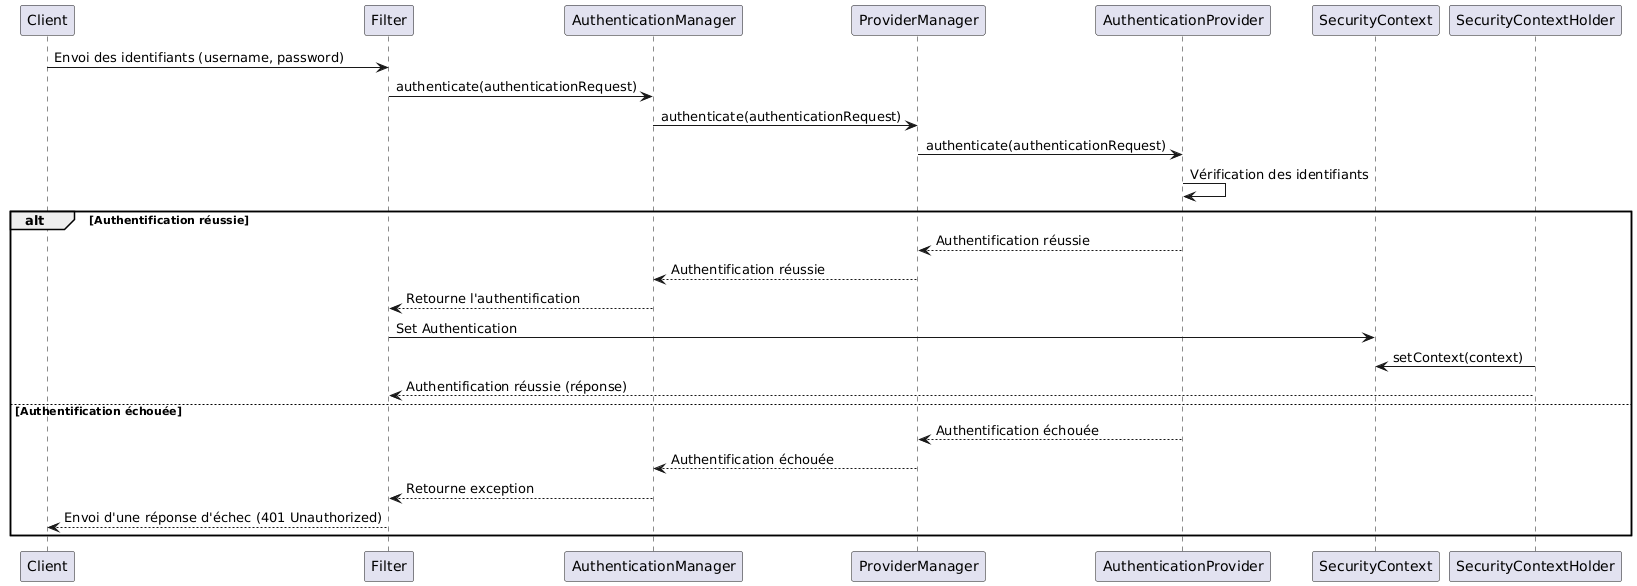 Client Filter AuthenticationManager ProviderManager AuthenticationProvider SecurityContext SecurityContextHolder
Envoi des identifiants (username, password)
authenticate(authenticationRequest)
authenticate(authenticationRequest)
authenticate(authenticationRequest)
Vérification des identifiants
alt [Authentification réussie]
Authentification réussie
Authentification réussie
Retourne l'authentification
Set Authentication
setContext(context)
Authentification réussie (réponse)
[Authentification échouée]
Authentification échouée
Authentification échouée
Retourne exception
Envoi d'une réponse d'échec (401 Unauthorized)
Client Filter AuthenticationManager ProviderManager AuthenticationProvider SecurityContext SecurityContextHolder